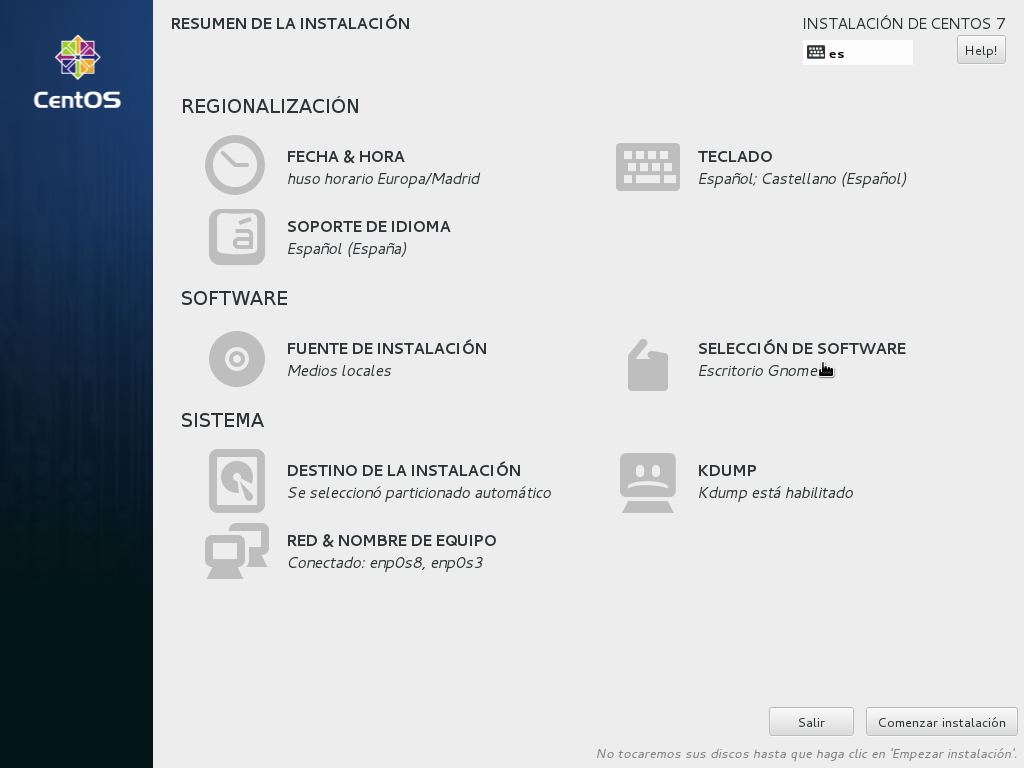 RESUMEN DE LA INSTALACIÓN
INSTALACIÓN DE CENTOS 7
es
Help!
CentOS
REGIONALIZACIÓN
FECHA & HORA
huso horario Europa/Madrid
TECLADO
Español; Castellano (Español)
SOPORTE DE IDIOMA
Español (España)
SOFTWARE
FUENTE DE INSTALACIÓN
Medios locales
SELECCIÓN DE SOFTWARE
Escritorio Gnome
SISTEMA
DESTINO DE LA INSTALACIÓN
Se seleccionó particionado automático
KDUMP
Kdump está habilitado
RED & NOMBRE DE EQUIPO
Conectado: enp0s8, enp0s3
Salir
Comenzar instalación
No tocaremos sus discos hasta que haga clic en 'Empezar instalación'.